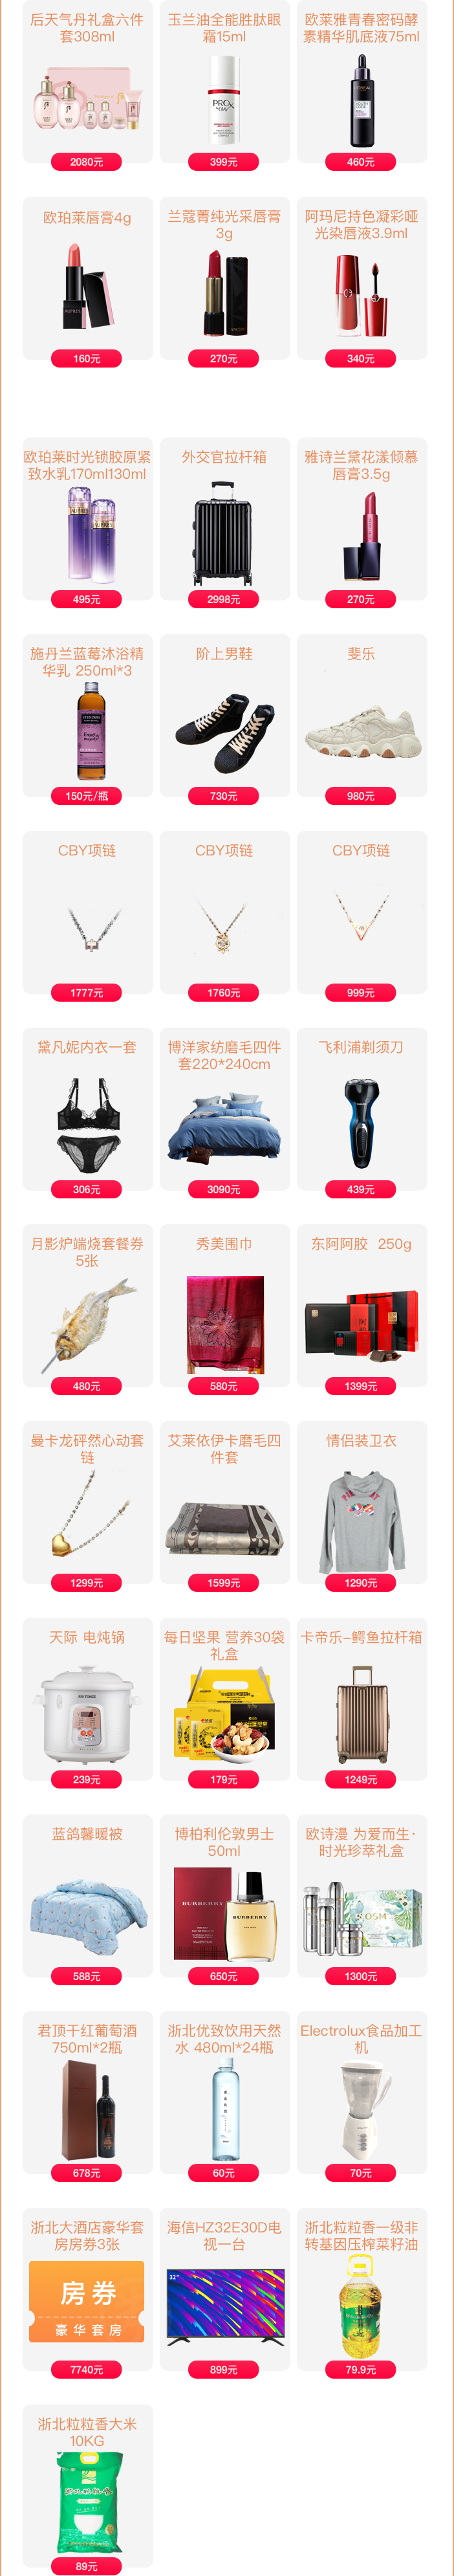 后天气丹礼盒六件
套308ml
2080元
玉兰油全能胜肽眼
霜15ml
PROX
by OLAY
399元
欧莱雅青春密码酵
素精华肌底液75ml
460元
欧珀莱唇膏4g
AUPRES
160元
兰蔻菁纯光采唇膏
3g
270元
阿玛尼持色凝彩哑
光染唇液3.9ml
340元
欧珀莱时光锁胶原紧
致水乳170ml130ml
495元
外交官拉杆箱
2998元
雅诗兰黛花漾倾慕
唇膏3.5g
270元
施丹兰蓝莓沐浴精
华乳 250ml*3
150元/瓶
阶上男鞋
730元
斐乐
980元
CBY项链
1777元
CBY项链
1760元
CBY项链
999元
黛凡妮内衣一套
306元
博洋家纺磨毛四件
套220*240cm
3090元
飞利浦剃须刀
439元
月影炉端烧套餐券
5张
480元
秀美围巾
580元
东阿阿胶 250g
1399元
曼卡龙砰然心动套
链
1299元
艾莱依伊卡磨毛四
件套
1599元
情侣装卫衣
1290元
天际 电炖锅
239元
每日坚果 营养30袋
礼盒
179元
卡帝乐-鳄鱼拉杆箱
1249元
蓝鸽馨暖被
588元
博柏利伦敦男士
50ml
BURBERRY
BURBERRY
650元
欧诗漫 为爱而生·
时光珍萃礼盒
OSM
1300元
君顶干红葡萄酒
750ml*2瓶
678元
浙北优致饮用天然
水 480ml*24瓶
60元
Electrolux食品加工
机
70元
浙北大酒店豪华套
房房券3张
房券
豪华套房
7740元
海信HZ32E30D电
视一台
32"
899元
浙北粒粒香一级非
转基因压榨菜籽油
79.9元
浙北粒粒香大米
10KG
89元